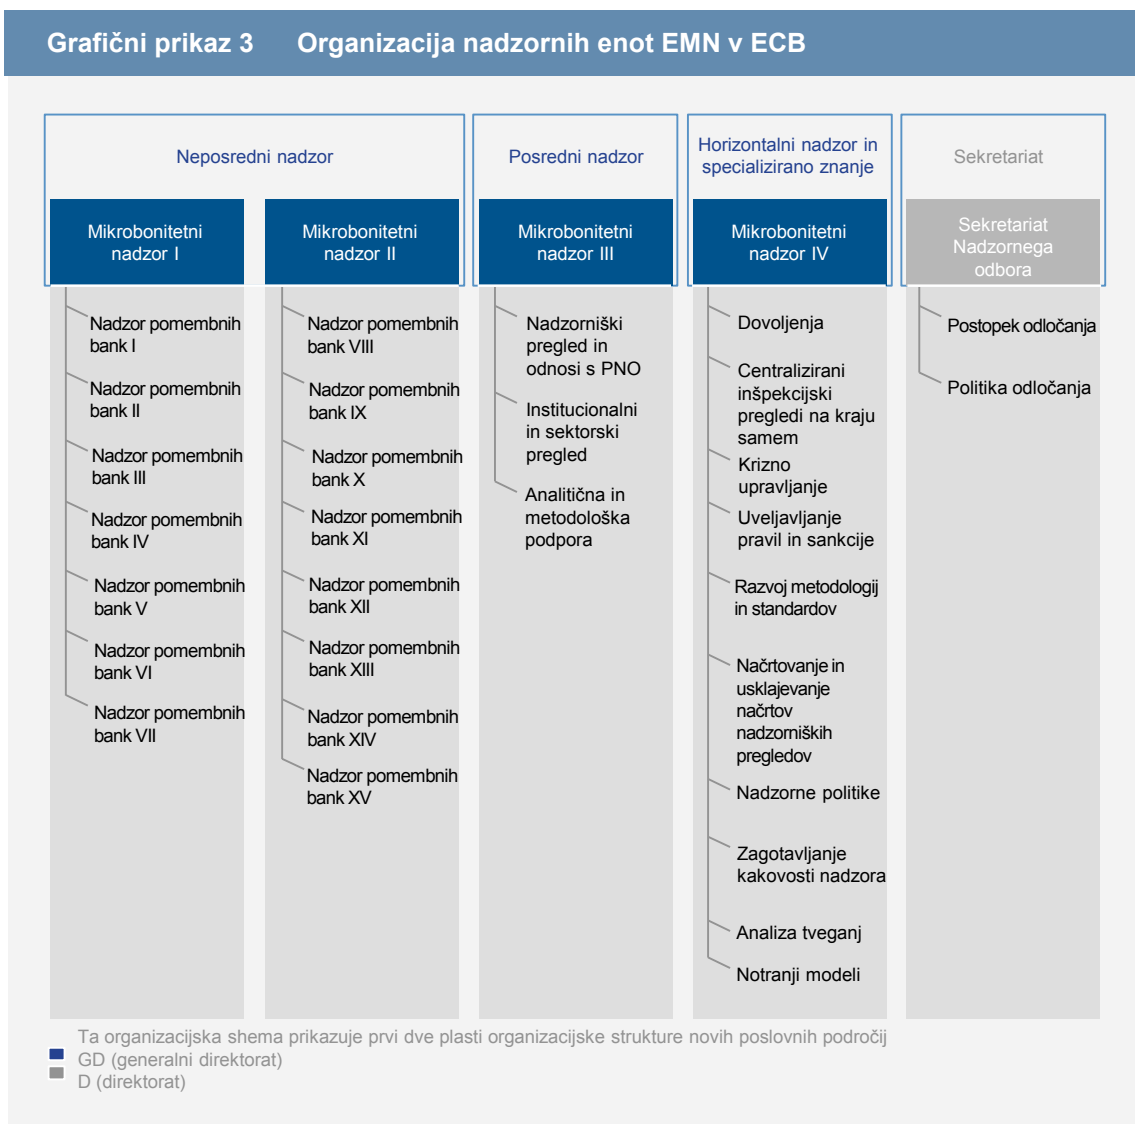 Grafični prikaz 3 Organizacija nadzornih enot EMN v ECB
Neposredni nadzor
Mikrobonitetni
nadzor I
Nadzor pomembnih
bank I
Nadzor pomembnih
bank II
Nadzor pomembnih
bank III
Nadzor pomembnih
bank IV
Nadzor pomembnih
bank V
Nadzor pomembnih
bank VI
Nadzor pomembnih
bank VII
Mikrobonitetni
nadzor II
Nadzor pomembnih
bank VIII
Nadzor pomembnih
bank IX
Nadzor pomembnih
bank X
Nadzor pomembnih
bank XI
Nadzor pomembnih
bank XII
Nadzor pomembnih
bank XIII
Nadzor pomembnih
bank XIV
Nadzor pomembnih
bank XV
Posredni nadzor
Mikrobonitetni
nadzor III
Nadzorniški
pregled in
odnosi s PNO
Institucionalni
in sektorski
pregled
Analitična in
metodološka
podpora
Horizontalni nadzor in
specializirano znanje
Mikrobonitetni
nadzor IV
Dovoljenja
Centralizirani
inšpekcijski
pregledi na kraju
samem
Krizno
upravljanje
Uveljavljanje
pravil in sankcije
Razvoj metodologij
in standardov
Načrtovanje in
usklajevanje
načrtov
nadzorniških
pregledov
Nadzorne politike
Zagotavljanje
kakovosti nadzora
Analiza tveganj
Notranji modeli
Sekretariat
Sekretariat
Nadzornega
odbora
Postopek odločanja
Politika odločanja
Ta organizacijska shema prikazuje prvi dve plasti organizacijske strukture novih poslovnih področij
GD (generalni direktorat)
D (direktorat)